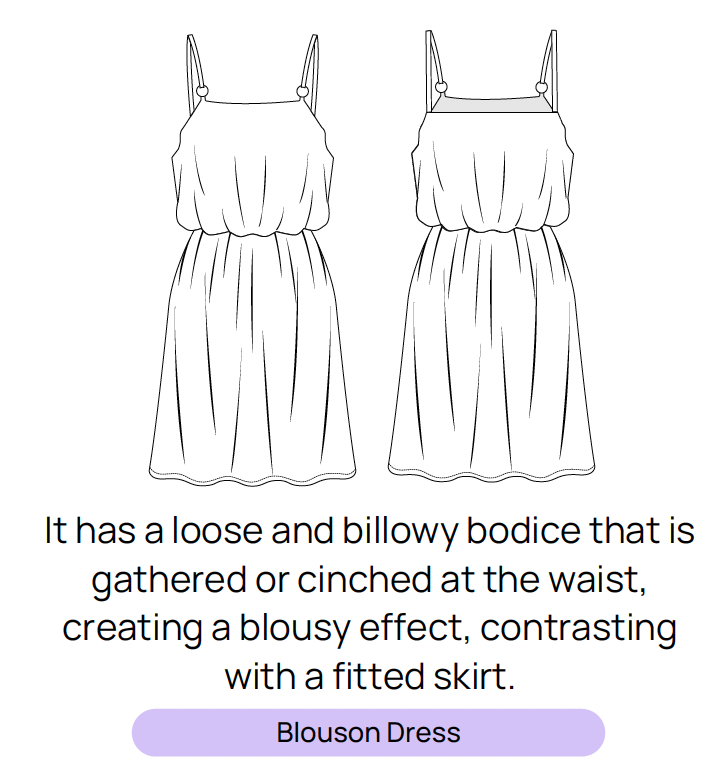 It has a loose and billowy bodice that is
gathered or cinched at the waist,
creating a blousy effect, contrasting
with a fitted skirt.
Blouson Dress